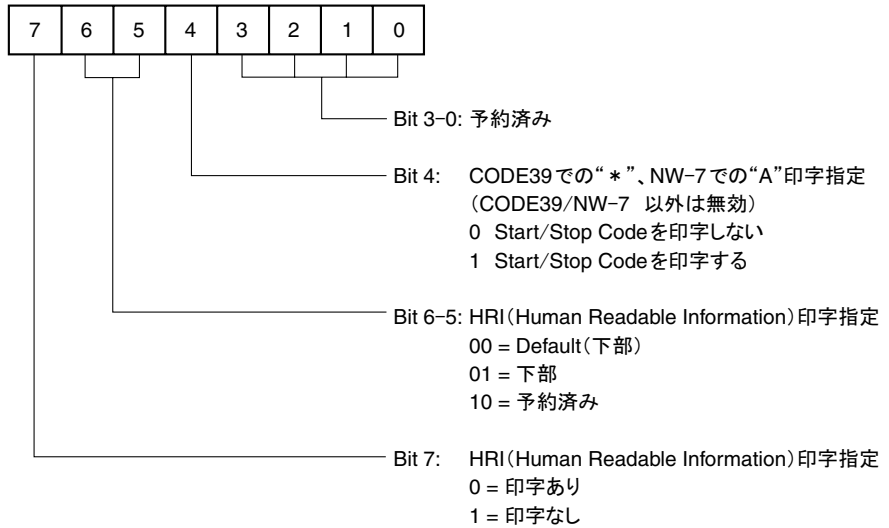 7 6 5 4 3 2 1 0
Bit 3-0: 予約済み
Bit 4: CODE39での“*”、NW-7での“A”印字指定
（CODE39/NW-7 以外は無効）
0 Start/Stop Codeを印字しない
1 Start/Stop Codeを印字する
Bit 6-5: HRI（Human Readable Information）印字指定
00 = Default（下部）
01 = 下部
10 = 予約済み
Bit 7: HRI（Human Readable Information）印字指定
0 = 印字あり
1 = 印字なし